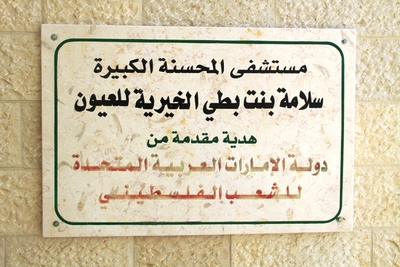 مستشفى المحسنة الكبيرة
سلامة بنت بطي الخيرية للعيون
هدية مقدمة من
دولة الإمارات العربية المتحدة
للشعب الفلسطيني